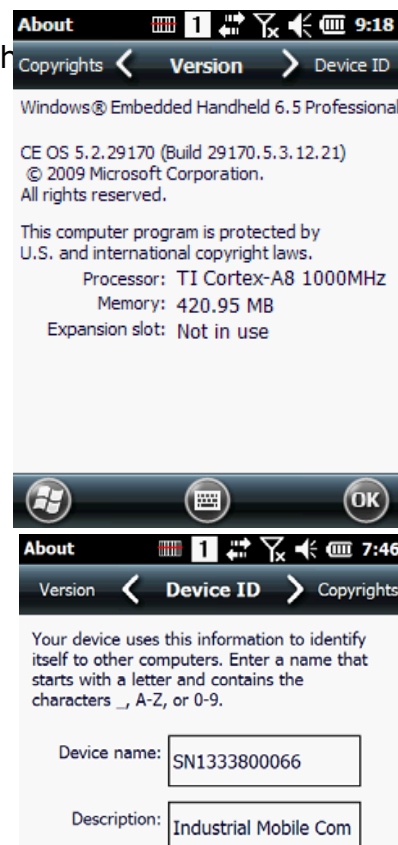 About 1 9:18
h
Copyrights Version Device ID
Windows® Embedded Handheld 6.5 Professional
CE OS 5.2.29170 (Build 29170.5.3.12.21)
© 2009 Microsoft Corporation.
All rights reserved.
This computer program is protected by
U.S. and international copyright laws.
Processor: TI Cortex-A8 1000MHz
Memory: 420.95 MB
Expansion slot: Not in use
OK
About 1 7:46
Version Device ID Copyrights
Your device uses this information to identify
itself to other computers. Enter a name that
starts with a letter and contains the
characters _, A-Z, or 0-9.
Device name: SN1333800066
Description: Industrial Mobile Com